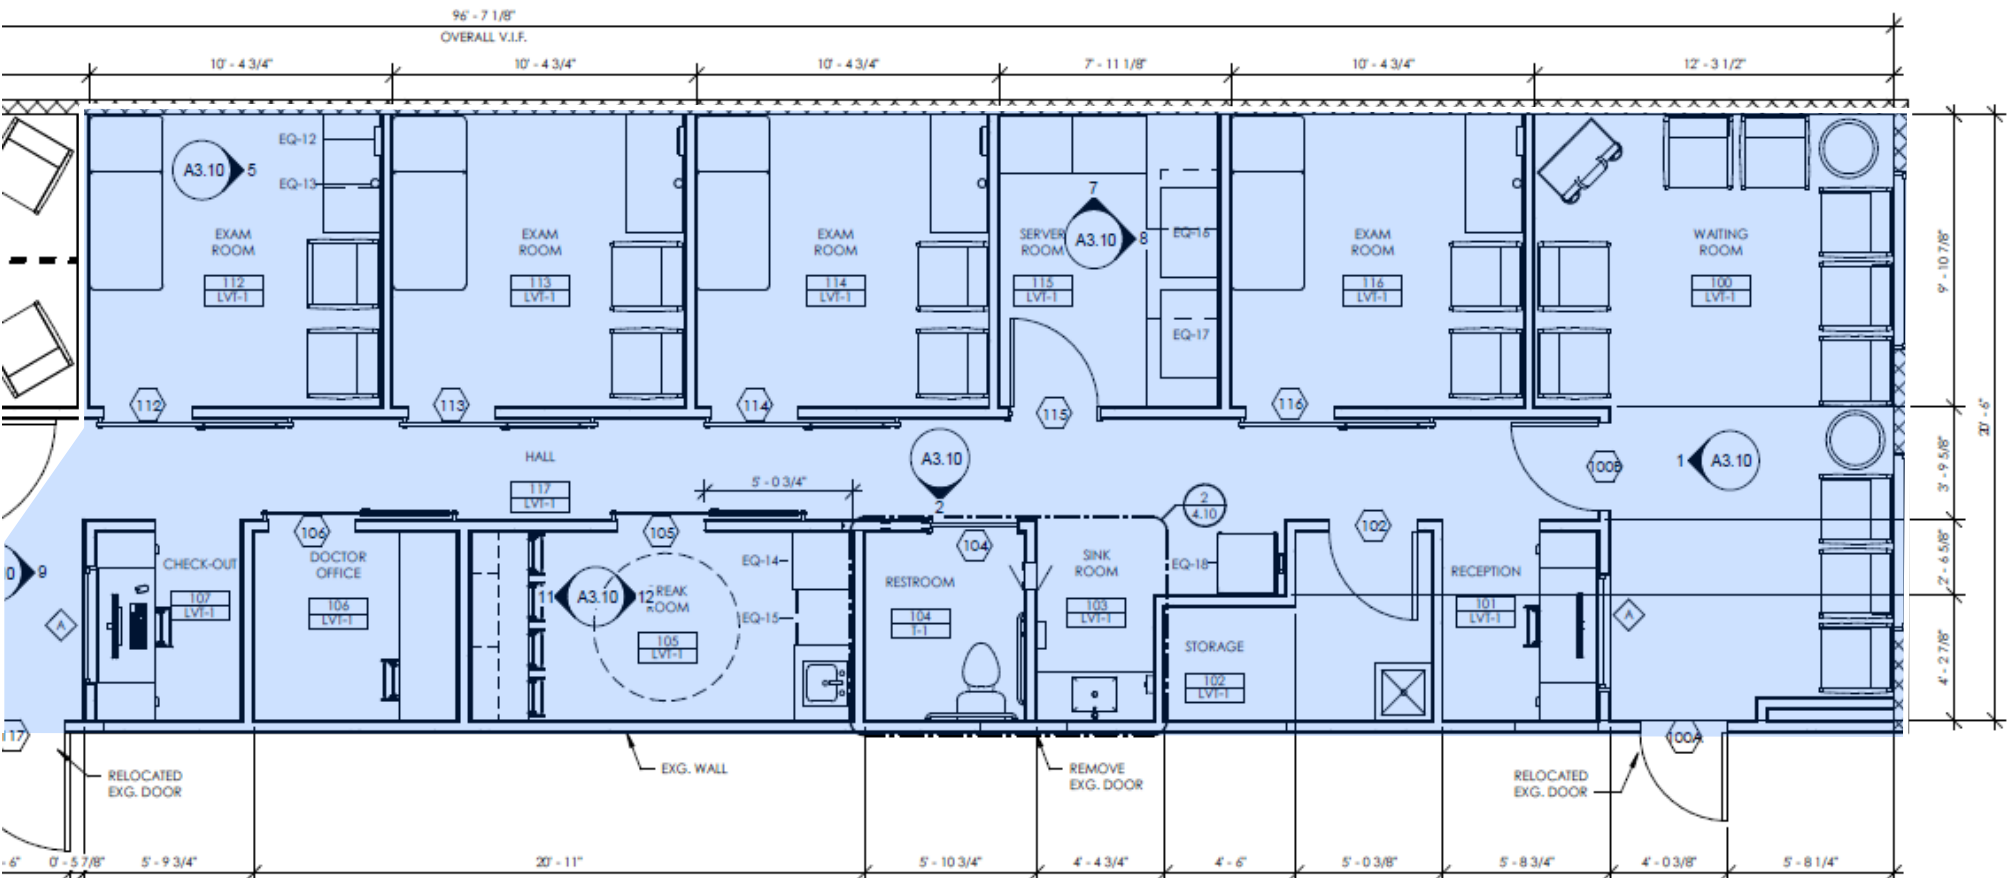 96' - 7 1/8"
OVERALL V.I.F.
10' - 4 3/4"
10' - 4 3/4"
10' - 4 3/4"
7' - 11 1/8"
10' - 4 3/4"
12' - 3 1/2"
EQ-12
A3.10
5
EQ-13
EXAM
ROOM
112
LVT-1
EXAM
ROOM
113
LVT-1
EXAM
ROOM
114
LVT-1
7
A3.10
8
SERVER
ROOM
115
LVT-1
EQ-16
EQ-17
EXAM
ROOM
116
LVT-1
WAITING
ROOM
100
LVT-1
9' - 10 7/8"
20' - 6"
112
113
114
115
116
HALL
117
LVT-1
5' - 0 3/4"
A3.10
2
2
4.10
100B
1
A3.10
3' - 9 5/8"
106
105
104
102
2' - 6 5/8"
0
9
CHECK-OUT
107
LVT-1
DOCTOR
OFFICE
106
LVT-1
EQ-14
11
A3.10
12
REAK
ROOM
105
LVT-1
EQ-15
RESTROOM
104
T-1
SINK
ROOM
103
LVT-1
EQ-18
STORAGE
102
LVT-1
RECEPTION
101
LVT-1
A
A
4' - 2 7/8"
117
100A
RELOCATED
EXG. DOOR
EXG. WALL
REMOVE
EXG. DOOR
RELOCATED
EXG. DOOR
- 6"
0' - 5 7/8"
5' - 9 3/4"
20' - 11"
5' - 10 3/4"
4' - 4 3/4"
4' - 6"
5' - 0 3/8"
5' - 8 3/4"
4' - 0 3/8"
5' - 8 1/4"